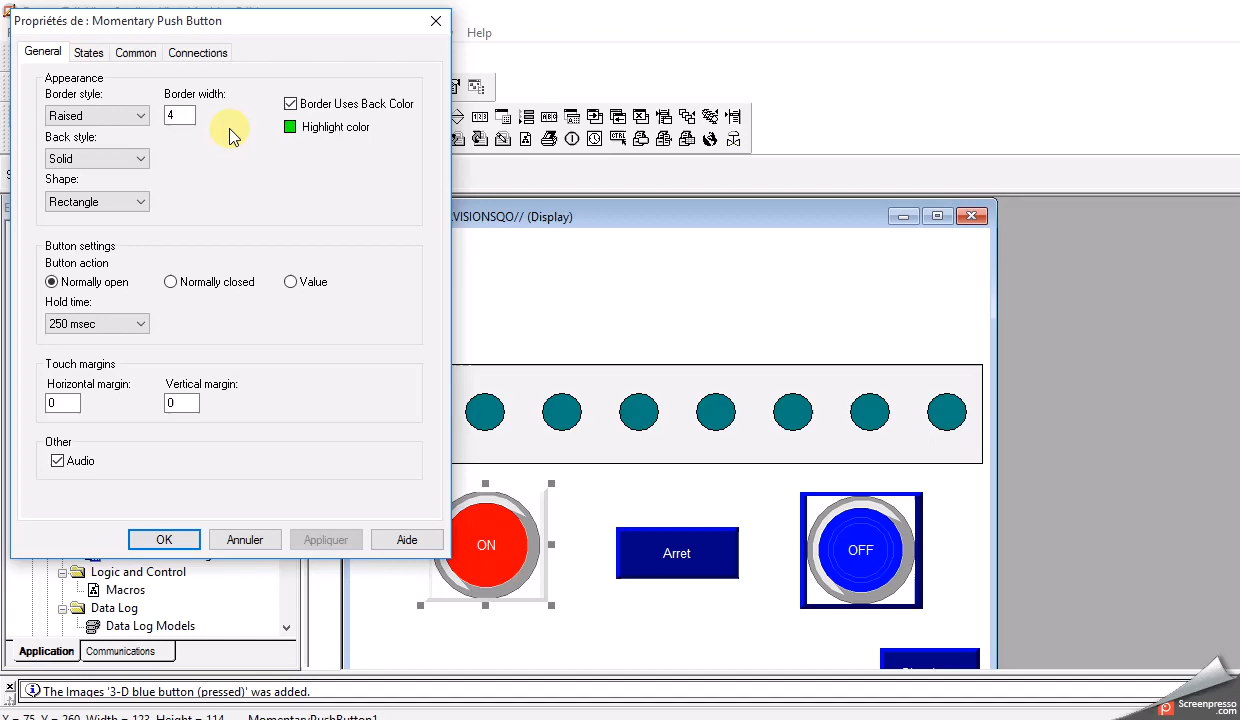 Propriétés de : Momentary Push Button
Help
General
States
Common
Connections
Appearance
Border style:
Border width:
Raised
4
Border Uses Back Color
Back style:
Highlight color
Solid
Shape:
Rectangle
VISIONSQO// (Display)
Button settings
Button action
Normally open
Normally closed
Value
Hold time:
250 msec
Touch margins
Horizontal margin:
Vertical margin:
0
0
Other
Audio
OK
Annuler
Appliquer
Aide
ON
Arret
OFF
Logic and Control
Macros
Data Log
Data Log Models
Application
Communications
The Images '3-D blue button (pressed)' was added.
X = 75, Y = 260, Width = 123, Height = 114
MomentaryPushButton1
Screenpresso
.com